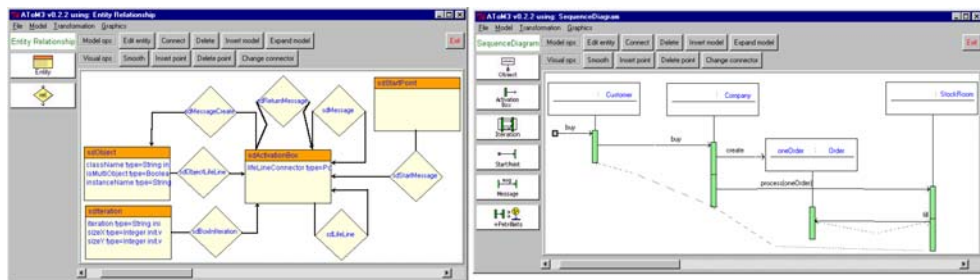 AToM3 v0.2.2 using: Entity Relationship
File Model Transformation Graphics
Entity Relationship
Model ops Edit entity Connect Delete Insert model Expand model Exit
Visual ops Smooth Insert point Delete point Change connector
Entity
rel
sdMessageCreate
sdReturnMessage
sdMessage
sdStartPoint
sdObject
className type=String in
isMultiObject type=Boolea
instanceName type=String
sdObjectLifeLine
sdActivationBox
lifeLineConnector type=Po
sdStartMessage
sdIteration
iteration type=String ini
sizeX type=Integer init.v
sizeY type=Integer init.v
sdBoxInIteration
sdLifeLine
AToM3 v0.2.2 using: SequenceDiagram
File Model Transformation Graphics
SequenceDiagram
Model ops Edit entity Connect Delete Insert model Expand model Exit
Visual ops Smooth Insert point Delete point Change connector
Object
Activation
Box
Iteration
StartPoint
msg
Message
Customer
Company
StockRoom
buy
buy
create
oneOrder : Order
process(oneOrder)